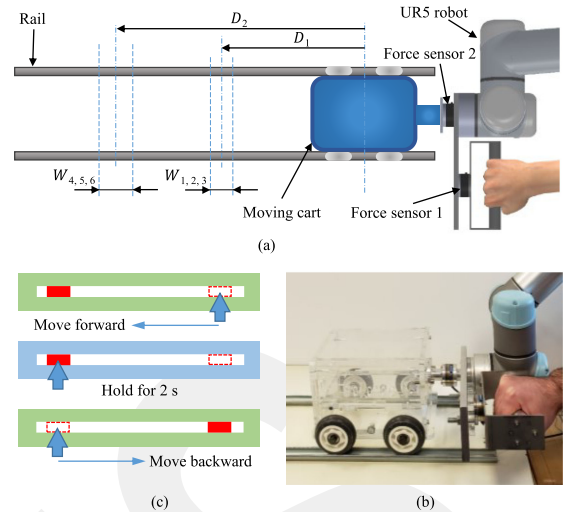 Rail
D2
D1
UR5 robot
Force sensor 2
W4, 5, 6
W1, 2, 3
Moving cart
Force sensor 1
(a)
Move forward
Hold for 2 s
Move backward
(c)
(b)